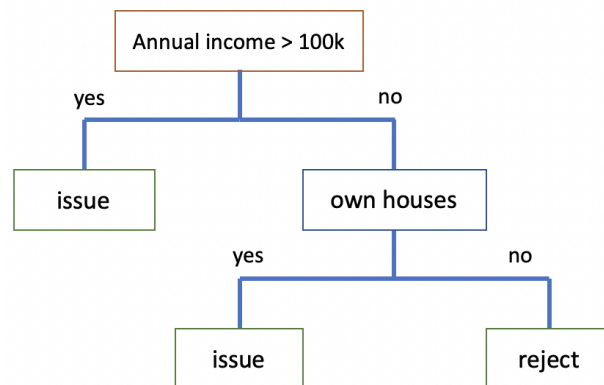 Annual income > 100k
yes
no
issue
own houses
yes
no
issue
reject